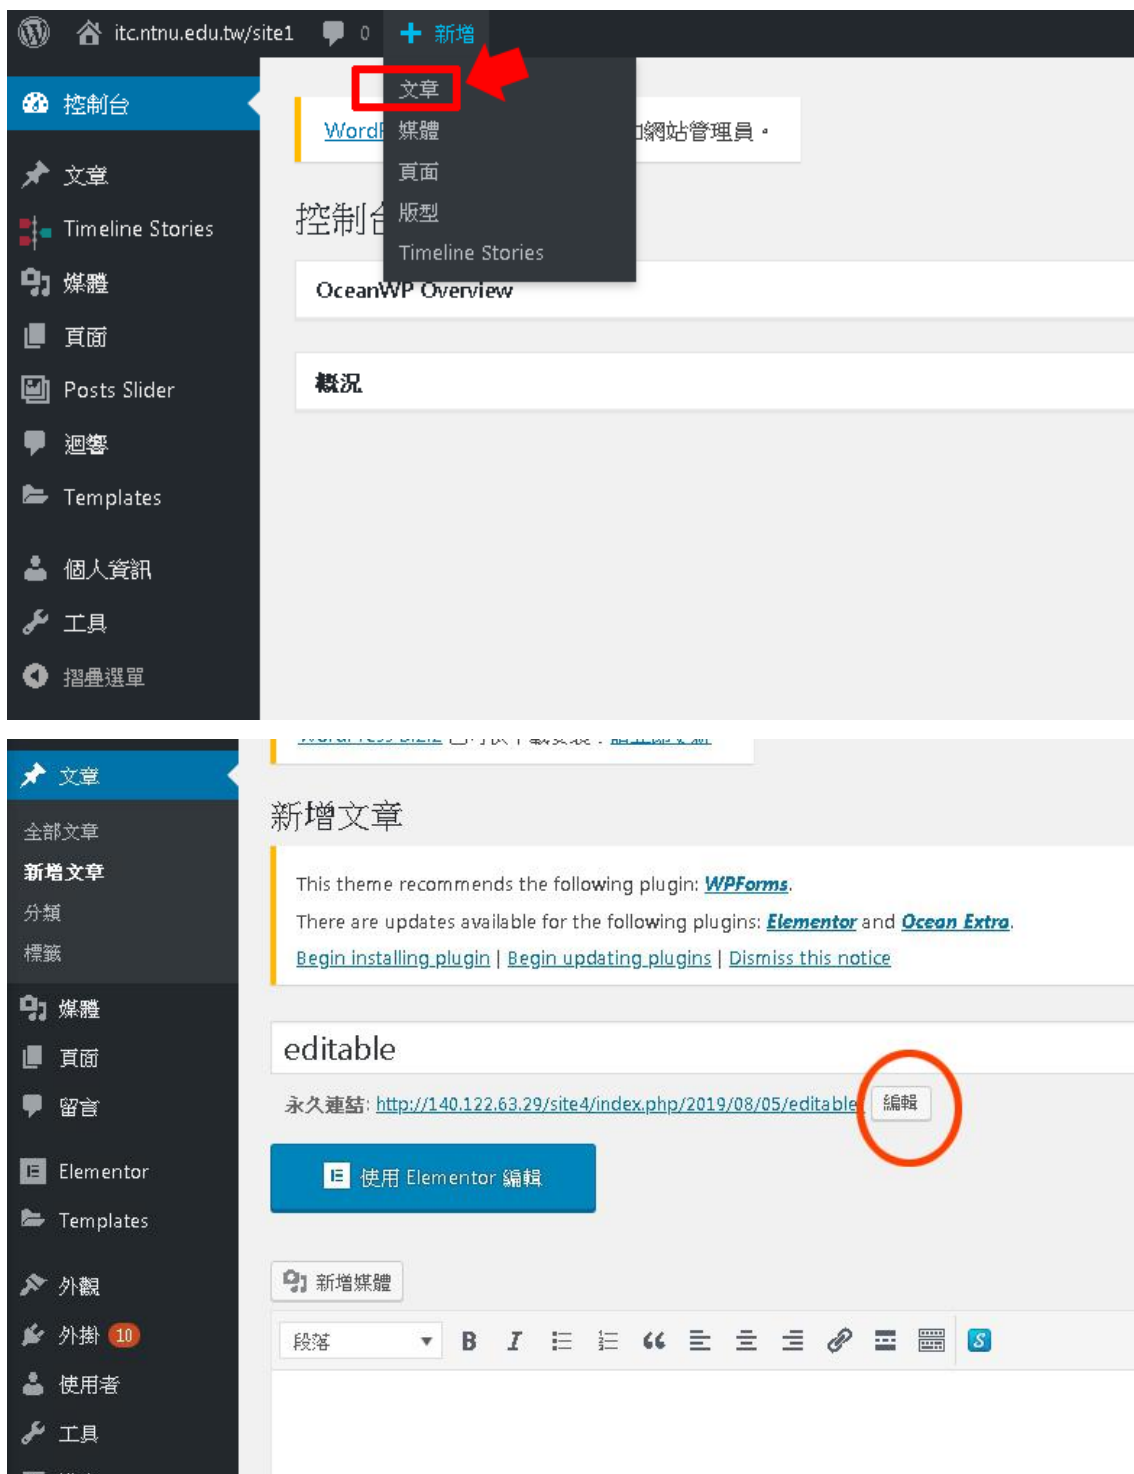 itc.ntnu.edu.tw/site1 0 新增
文章
媒體
頁面
版型
Timeline Stories
控制台
文章
Timeline Stories
媒體
頁面
Posts Slider
迴響
Templates
個人資訊
工具
摺疊選單
網站管理員。
控制
OceanWP Overview
概況
文章
全部文章
新增文章
分類
標籤
媒體
頁面
留言
Elementor
Templates
外觀
外掛 10
使用者
工具
新增文章
This theme recommends the following plugin: WPForms.
There are updates available for the following plugins: Elementor and Ocean Extra.
Begin installing plugin | Begin updating plugins | Dismiss this notice
editable
永久連結: http://140.122.63.29/site4/index.php/2019/08/05/editable 編輯
使用 Elementor 編輯
新增媒體
段落 B I S